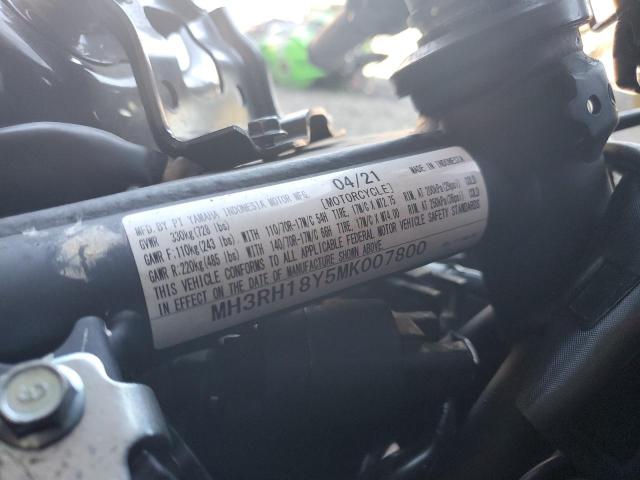 MFD.BY PT YAMAHA INDONESIA MOTOR MFG. 04/21 MADE IN INDONESIA
GVWR 330kg(728 lbs) [MOTORCYCLE]
GAWR F:110kg(243 lbs) WITH 110/70R-17M/C 54H TIRE, 17M/C X MT2.75 RIM, AT 200kPa(29psi) COLD
GAWR R:220kg(485 lbs) WITH 140/70R-17M/C 66H TIRE, 17M/C X MT4.00 RIM, AT 250kPa(36psi) COLD
THIS VEHICLE CONFORMS TO ALL APPLICABLE FEDERAL MOTOR VEHICLE SAFETY STANDARDS
IN EFFECT ON THE DATE OF MANUFACTURE SHOWN ABOVE.
MH3RH18Y5MK007800